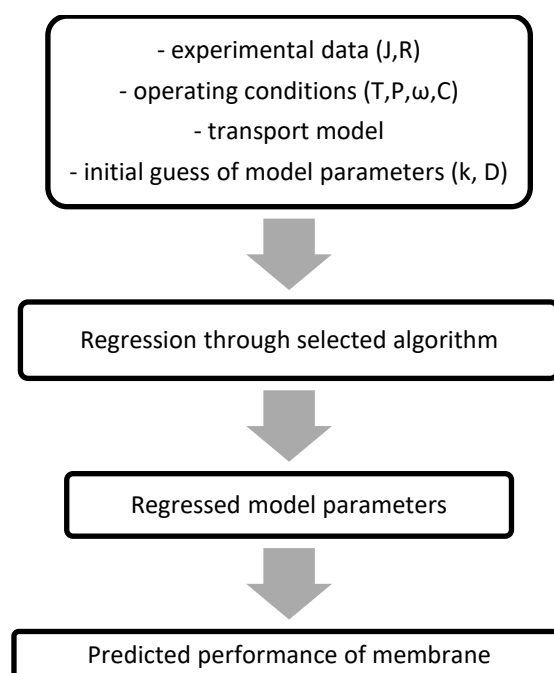 - experimental data (J,R)
- operating conditions (T,P,ω,C)
- transport model
- initial guess of model parameters (k, D)
Regression through selected algorithm
Regressed model parameters
Predicted performance of membrane